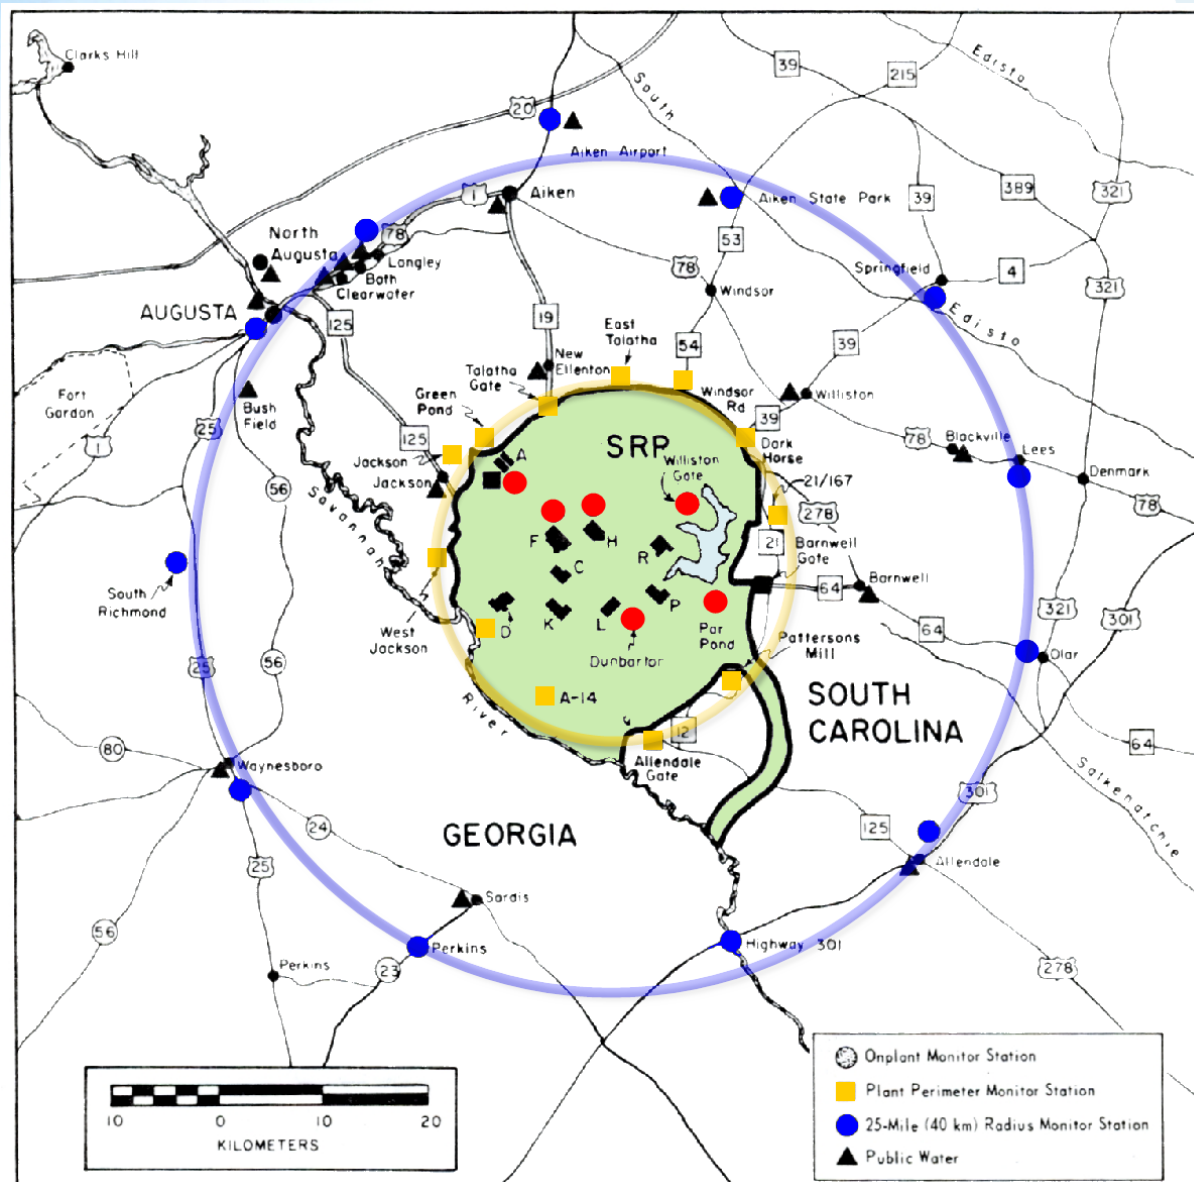 Clarks Hill
39
Edisto
215
South
20
Aiken Airport
1
Aiken
78
Aiken State Park
39
389
321
North
Augusta
Langley
Bath
Clearwater
53
78
Springfield
4
AUGUSTA
125
Windsor
321
Edisto
19
East
Talatha
54
39
New
Ellenton
Talatha
Gate
Fort
Gordon
Bush
Field
Green
Pond
Windsor
Rd
Williston
39
1
25
125
SRP
Dark
Horse
78
Blackville
Lees
Denmark
Jackson
Jackson
A
Williston
Gate
21/167
56
Savannah
278
78
F
H
R
21
Barnwell
Gate
C
South
Richmond
64
Barnwell
321
301
D
K
L
P
64
West
Jackson
Par
Pond
Pattersons
Mill
Dunbarton
Olar
25
56
River
A-14
SOUTH
CAROLINA
12
64
80
Waynesboro
Allendale
Gate
301
Salkehatchie
24
GEORGIA
125
25
Allendale
Sardis
56
Perkins
Highway 301
Perkins
23
278
10 0 10 20
KILOMETERS
Onplant Monitor Station
Plant Perimeter Monitor Station
25-Mile (40 km) Radius Monitor Station
Public Water